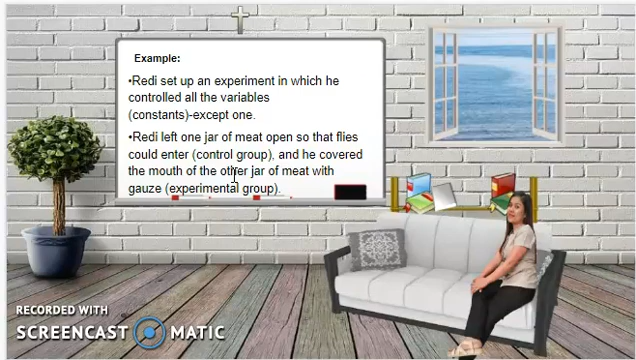 Example:
•Redi set up an experiment in which he
controlled all the variables
(constants)-except one.
•Redi left one jar of meat open so that flies
could enter (control group), and he covered
the mouth of the other jar of meat with
gauze (experimental group).
RECORDED WITH
SCREENCAST MATIC